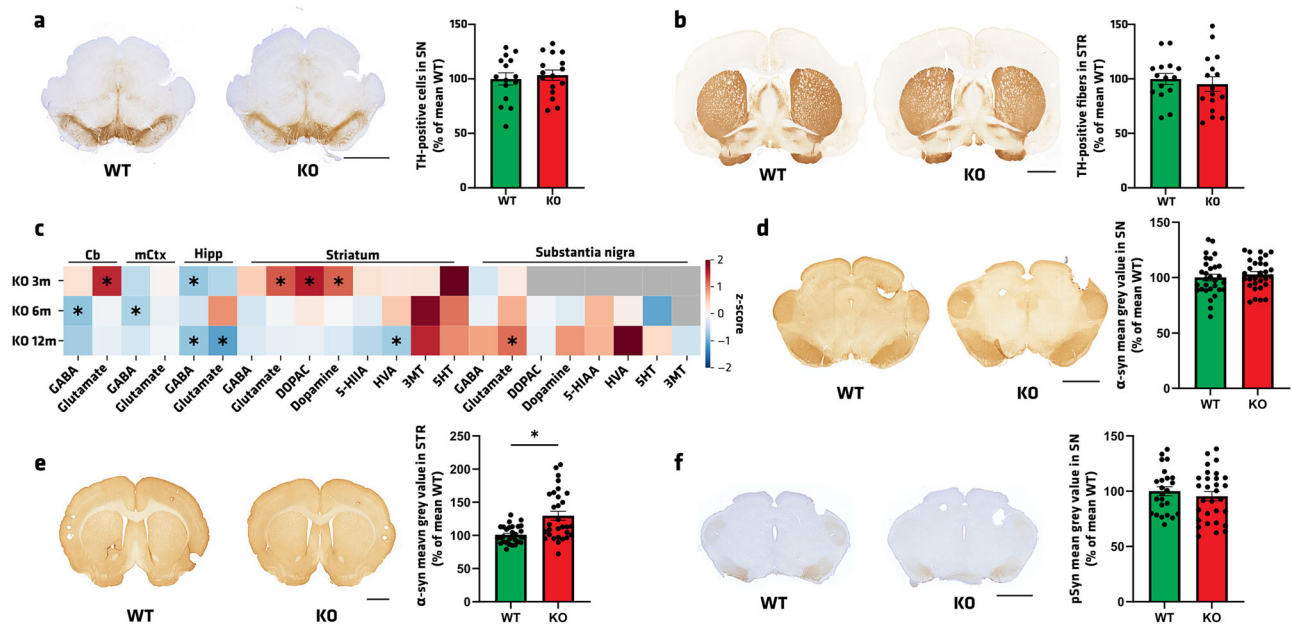 a
WT
KO
TH-positive cells in SN
(% of mean WT)
150
100
50
0
WT
KO
b
WT
KO
TH-positive fibers in STR
(% of mean WT)
150
100
50
0
WT
KO
c
Cb
mCtx
Hipp
Striatum
Substantia nigra
KO 3m
* * * * *
KO 6m
* *
KO 12m
* * * *
GABA
Glutamate
GABA
Glutamate
GABA
Glutamate
GABA
Glutamate
DOPAC
Dopamine
5-HIIA
HVA
3MT
5HT
GABA
Glutamate
DOPAC
Dopamine
5-HIAA
HVA
5HT
3MT
2
1
0
−1
−2
z-score
d
WT
KO
α-syn mean grey value in SN
(% of mean WT)
150
100
50
0
WT
KO
e
WT
KO
α-syn meavn grey value in STR
(% of mean WT)
250
200
150
100
50
0
*
WT
KO
f
WT
KO
pSyn mean grey value in SN
(% of mean WT)
150
100
50
0
WT
KO